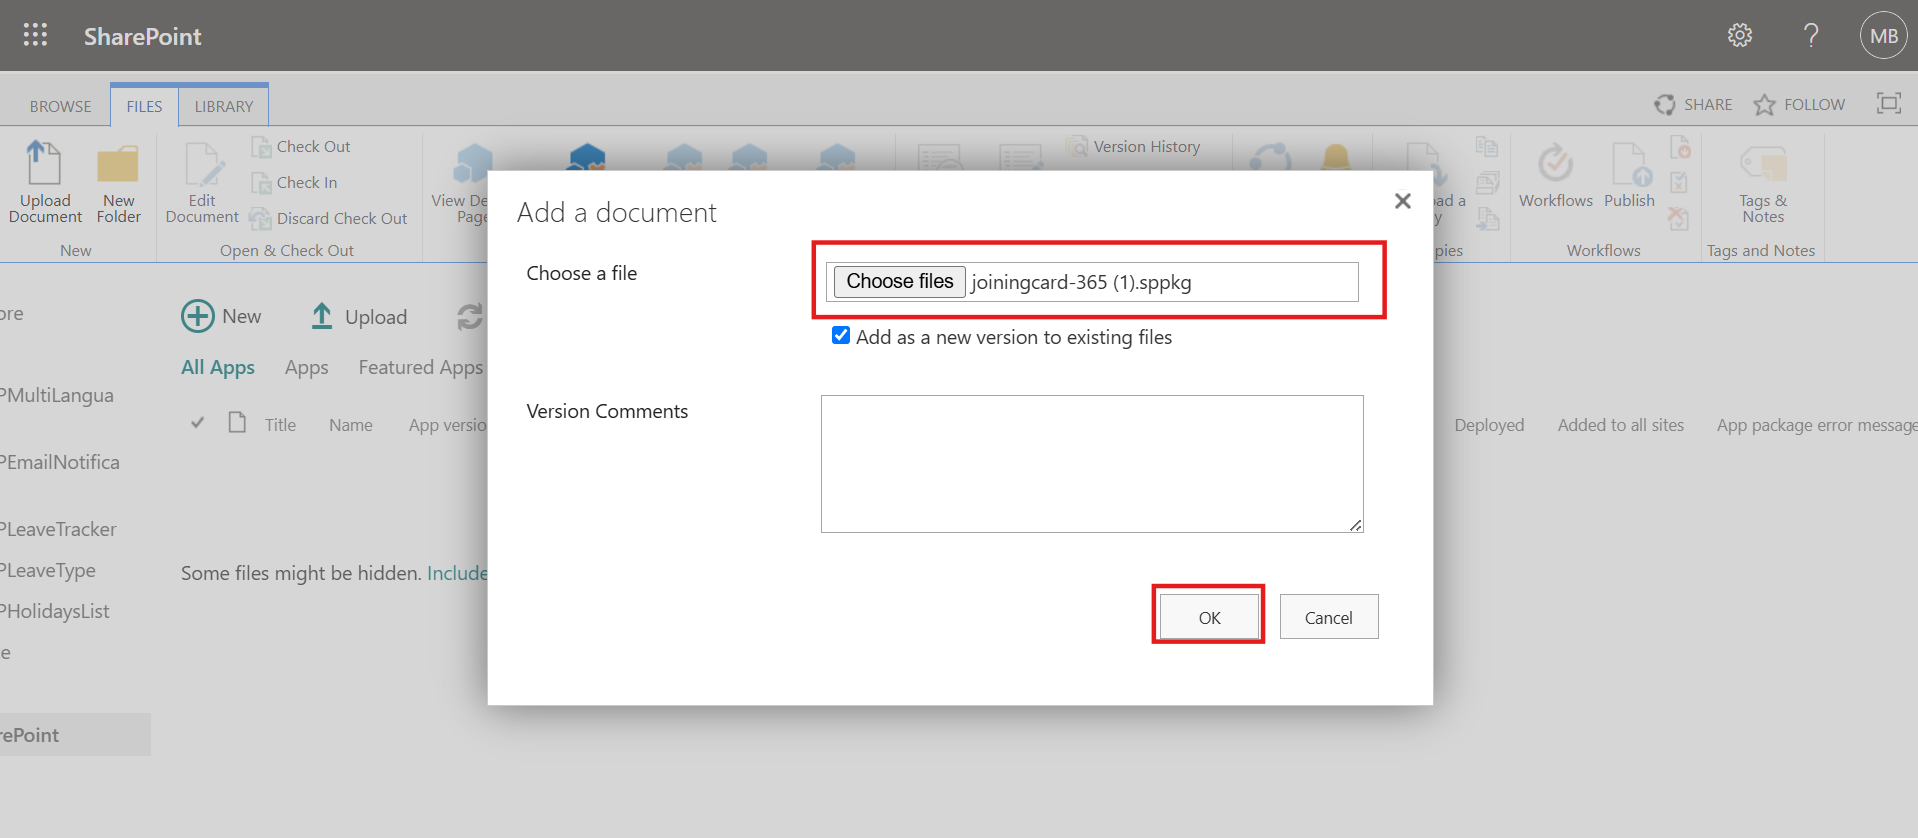 SharePoint
MB
BROWSE FILES LIBRARY
SHARE FOLLOW
Upload Document
New Folder
New
Edit Document
Check Out
Check In
Discard Check Out
Open & Check Out
View De
Pag
Version History
ad a
y
pies
Workflows
Publish
Workflows
Tags & Notes
Tags and Notes
Add a document
Choose a file
Choose files joiningcard-365 (1).sppkg
Add as a new version to existing files
Version Comments
OK
Cancel
ore
PMultiLangua
PEmailNotifica
PLeaveTracker
PLeaveType
PHolidaysList
e
rePoint
New Upload
All Apps Apps Featured Apps
Title Name App versio Deployed Added to all sites App package error message
Some files might be hidden. Include